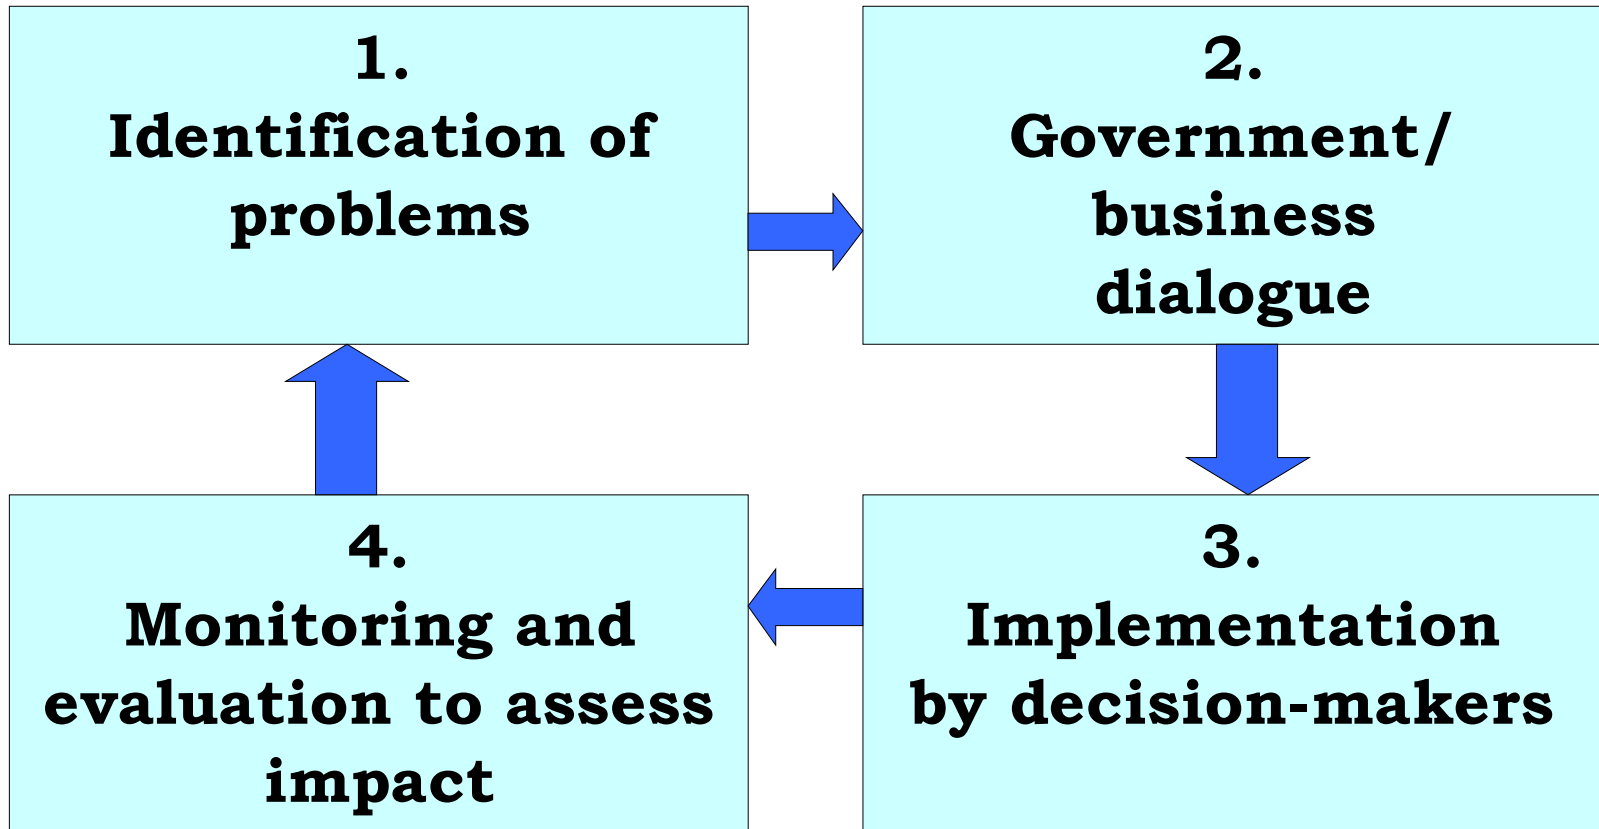 1.
Identification of
problems
2.
Government/
business
dialogue
3.
Implementation
by decision-makers
4.
Monitoring and
evaluation to assess
impact